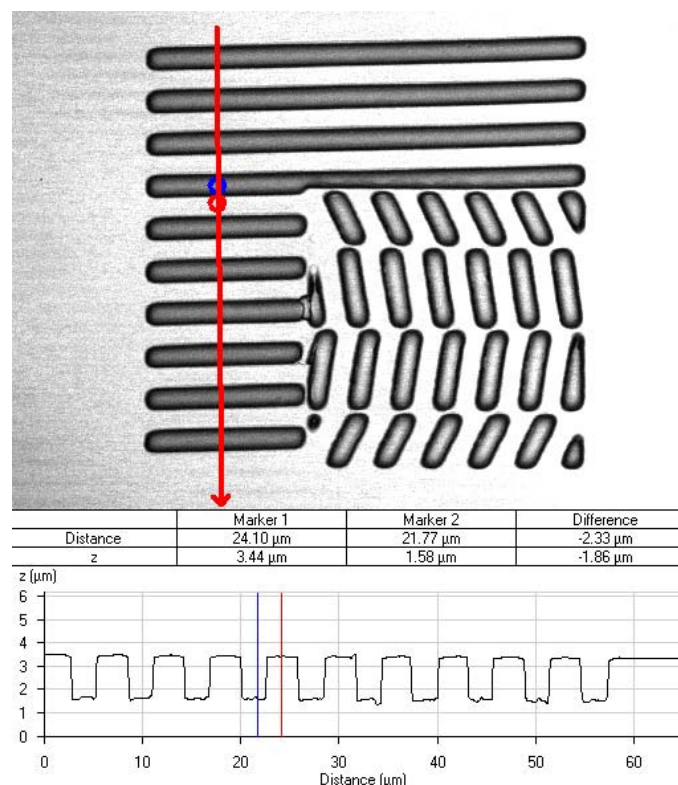 Marker 1 Marker 2 Difference
Distance 24.10 µm 21.77 µm -2.33 µm
z 3.44 µm 1.58 µm -1.86 µm
z (µm)
6
5
4
3
2
1
0
0 10 20 30 40 50 60
Distance (µm)